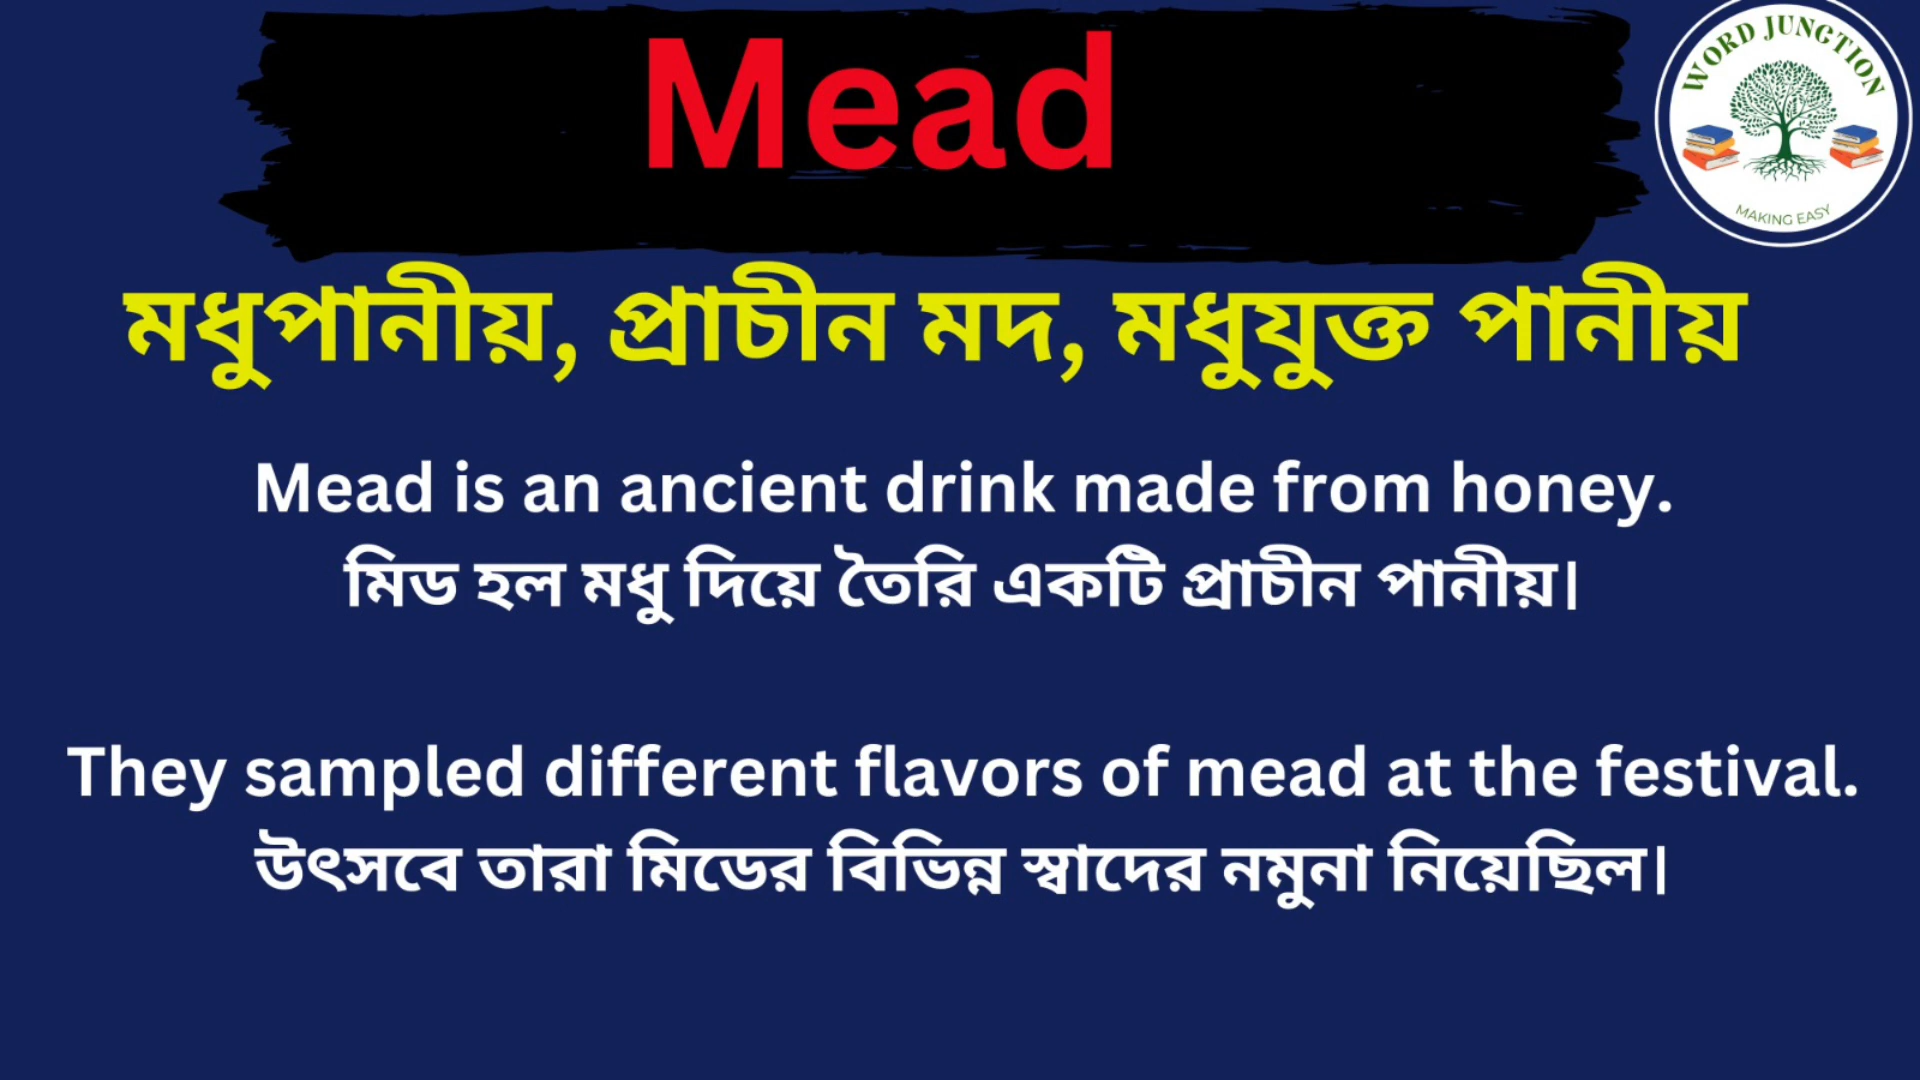 Mead
WORD JUNCTION
MAKING EASY
মধুপানীয়, প্রাচীন মদ, মধুযুক্ত পানীয়
Mead is an ancient drink made from honey.
মিড হল মধু দিয়ে তৈরি একটি প্রাচীন পানীয়।
They sampled different flavors of mead at the festival.
উৎসবে তারা মিডের বিভিন্ন স্বাদের নমুনা নিয়েছিল।